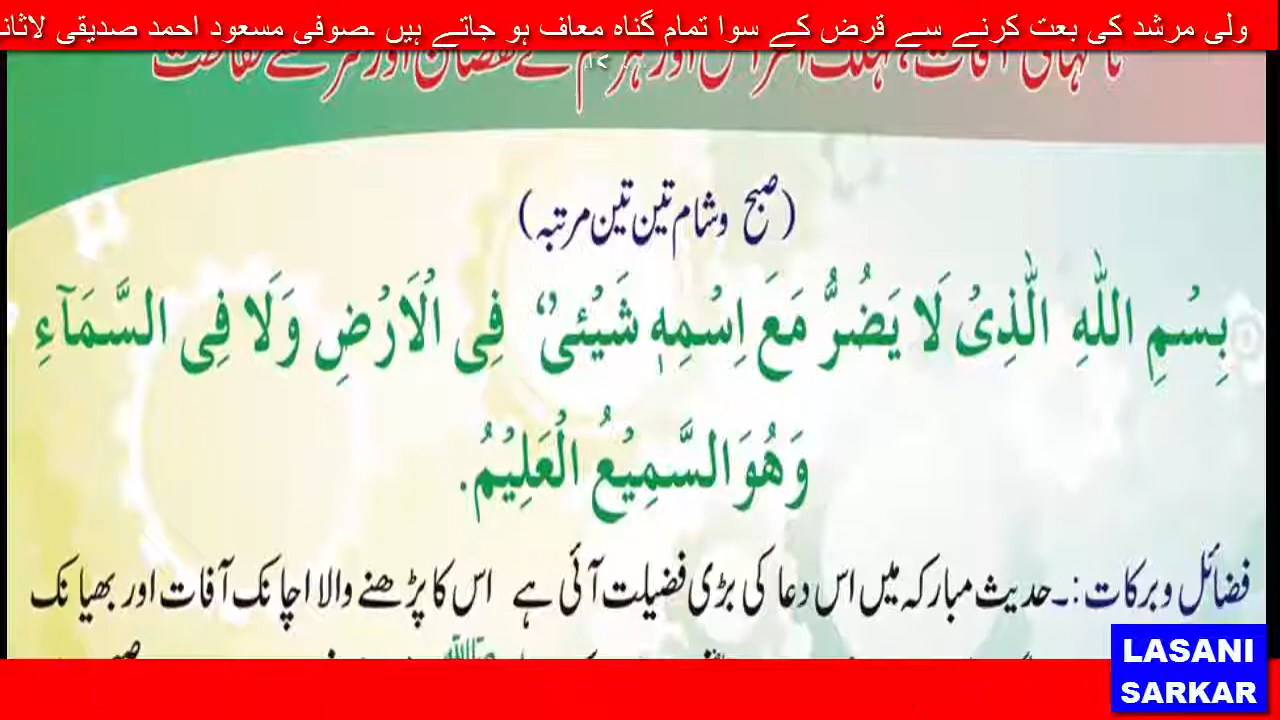 ولی مرشد کی بعت کرنے سے قرض کے سوا تمام گناہ معاف ہو جاتے ہیں ۔صوفی مسعود احمد صدیقی لاثانی
(صبح وشام تین تین مرتبہ)
بِسْمِ اللّٰهِ الَّذِیْ لَا یَضُرُّ مَعَ اِسْمِهٖ شَیْئیٌ فِی الْاَرْضِ وَلَا فِی السَّمَآءِ
وَهُوَ السَّمِیْعُ الْعَلِیْمُ.
فضائل وبرکات:۔حدیث مبارکہ میں اس دعا کی بڑی فضیلت آئی ہے اس کا پڑھنے والا اچانک آفات اور بھیانک
LASANI
SARKAR